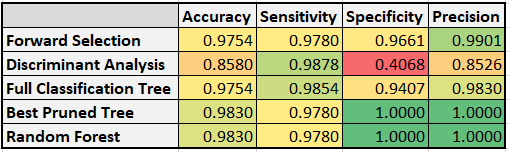 Accuracy Sensitivity Specificity Precision
Forward Selection 0.9754 0.9780 0.9661 0.9901
Discriminant Analysis 0.8580 0.9878 0.4068 0.8526
Full Classification Tree 0.9754 0.9854 0.9407 0.9830
Best Pruned Tree 0.9830 0.9780 1.0000 1.0000
Random Forest 0.9830 0.9780 1.0000 1.0000